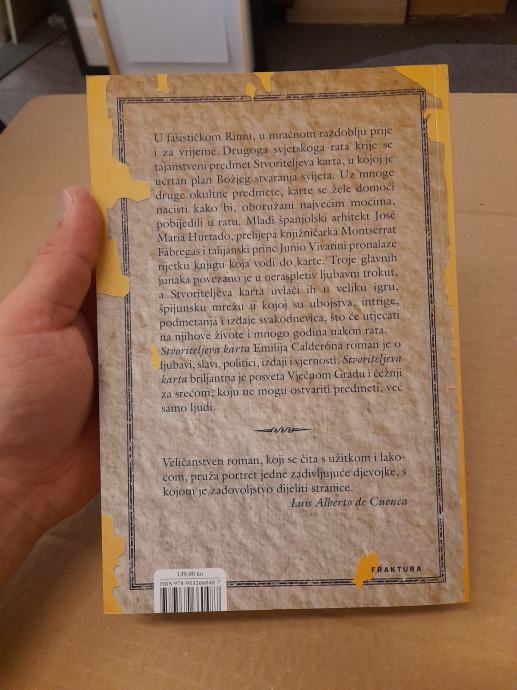 U fašističkom Rimu, u mračnom razdoblju prije
i za vrijeme Drugoga svjetskoga rata krije se
tajanstveni predmet Stvoriteljeva karta, u kojoj je
ucrtan plan Božjeg stvaranja svijeta. Uz mnoge
druge okultne predmete, karte se žele domoći
nacisti kako bi, oboružani najvećim moćima,
pobijedili u ratu. Mladi španjolski arhitekt José
María Hurtado, prelijepa knjižničarka Montserrat
Fábregas i talijanski princ Junio Vivarini pronalaze
rijetku knjigu koja vodi do karte. Troje glavnih
junaka povezano je u neraspletiv ljubavni trokut,
a Stvoriteljeva karta uvlači ih u veliku igru,
špijunsku mrežu u kojoj su ubojstva, intrige,
podmetanja i izdaje svakodnevica, što će utjecati
na njihove živote i mnogo godina nakon rata.
Stvoriteljeva karta Emilija Calderóna roman je o
ljubavi, slavi, politici, izdaji i vjernosti. Stvoriteljeva
karta briljantna je posveta Vječnom Gradu i čežnji
za srećom, koju ne mogu ostvariti predmeti, već
samo ljudi.
Veličanstven roman, koji se čita s užitkom i lako-
ćom, pruža portret jedne zadivljujuće djevojke, s
kojom je zadovoljstvo dijeliti stranice.
Luis Alberto de Cuenca
FRAKTURA
139,00 kn
ISBN 978-953266048-7